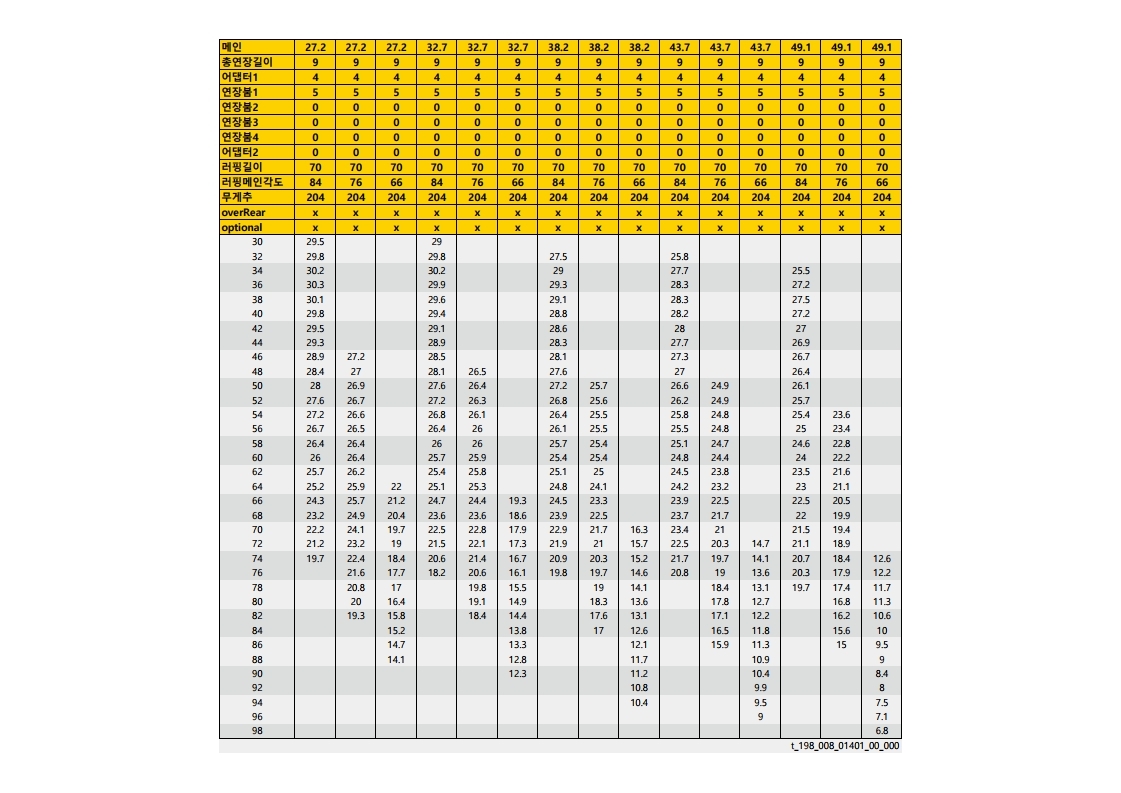 메인 27.2 27.2 27.2 32.7 32.7 32.7 38.2 38.2 38.2 43.7 43.7 43.7 49.1 49.1 49.1
총연장길이 9 9 9 9 9 9 9 9 9 9 9 9 9 9 9
어댑터1 4 4 4 4 4 4 4 4 4 4 4 4 4 4 4
연장붐1 5 5 5 5 5 5 5 5 5 5 5 5 5 5 5
연장붐2 0 0 0 0 0 0 0 0 0 0 0 0 0 0 0
연장붐3 0 0 0 0 0 0 0 0 0 0 0 0 0 0 0
연장붐4 0 0 0 0 0 0 0 0 0 0 0 0 0 0 0
어댑터2 0 0 0 0 0 0 0 0 0 0 0 0 0 0 0
러핑길이 70 70 70 70 70 70 70 70 70 70 70 70 70 70 70
러핑메인각도 84 76 66 84 76 66 84 76 66 84 76 66 84 76 66
무게추 204 204 204 204 204 204 204 204 204 204 204 204 204 204 204
overRear x x x x x x x x x x x x x x x
optional x x x x x x x x x x x x x x x
30 29.5 29
32 29.8 29.8 27.5 25.8
34 30.2 30.2 29 27.7 25.5
36 30.3 29.9 29.3 28.3 27.2
38 30.1 29.6 29.1 28.3 27.5
40 29.8 29.4 28.8 28.2 27.2
42 29.5 29.1 28.6 28 27
44 29.3 28.9 28.3 27.7 26.9
46 28.9 27.2 28.5 28.1 27.3 26.7
48 28.4 27 28.1 26.5 27.6 27 26.4
50 28 26.9 27.6 26.4 27.2 25.7 26.6 24.9 26.1
52 27.6 26.7 27.2 26.3 26.8 25.6 26.2 24.9 25.7
54 27.2 26.6 26.8 26.1 26.4 25.5 25.8 24.8 25.4 23.6
56 26.7 26.5 26.4 26 26.1 25.5 25.5 24.8 25 23.4
58 26.4 26.4 26 26 25.7 25.4 25.1 24.7 24.6 22.8
60 26 26.4 25.7 25.9 25.4 25.4 24.8 24.4 24 22.2
62 25.7 26.2 25.4 25.8 25.1 25 24.5 23.8 23.5 21.6
64 25.2 25.9 22 25.1 25.3 24.8 24.1 24.2 23.2 23 21.1
66 24.3 25.7 21.2 24.7 24.4 19.3 24.5 23.3 23.9 22.5 22.5 20.5
68 23.2 24.9 20.4 23.6 23.6 18.6 23.9 22.5 23.7 21.7 22 19.9
70 22.2 24.1 19.7 22.5 22.8 17.9 22.9 21.7 16.3 23.4 21 21.5 19.4
72 21.2 23.2 19 21.5 22.1 17.3 21.9 21 15.7 22.5 20.3 14.7 21.1 18.9
74 19.7 22.4 18.4 20.6 21.4 16.7 20.9 20.3 15.2 21.7 19.7 14.1 20.7 18.4 12.6
76 21.6 17.7 18.2 20.6 16.1 19.8 19.7 14.6 20.8 19 13.6 20.3 17.9 12.2
78 20.8 17 19.8 15.5 19 14.1 18.4 13.1 19.7 17.4 11.7
80 20 16.4 19.1 14.9 18.3 13.6 17.8 12.7 16.8 11.3
82 19.3 15.8 18.4 14.4 17.6 13.1 17.1 12.2 16.2 10.6
84 15.2 13.8 17 12.6 16.5 11.8 15.6 10
86 14.7 13.3 12.1 15.9 11.3 15 9.5
88 14.1 12.8 11.7 10.9 9
90 12.3 11.2 10.4 8.4
92 10.8 9.9 8
94 10.4 9.5 7.5
96 9 7.1
98 6.8
t_198_008_01401_00_000